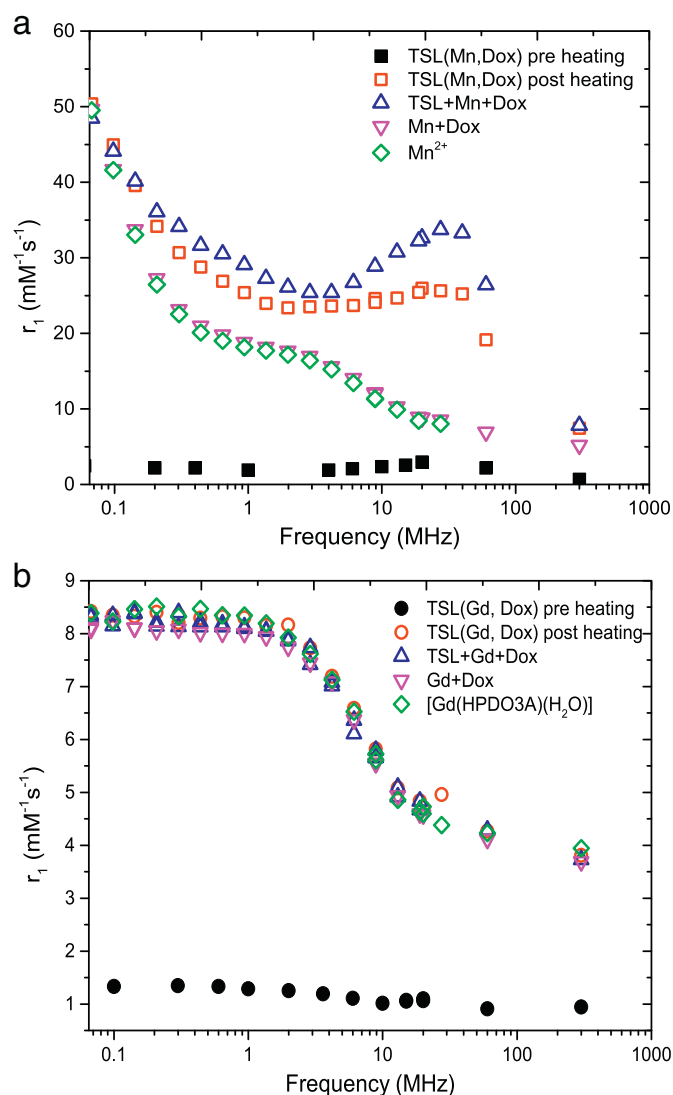 a
60
50
40
30
20
10
0
r₁ (mM⁻¹s⁻¹)
TSL(Mn,Dox) pre heating
TSL(Mn,Dox) post heating
TSL+Mn+Dox
Mn+Dox
Mn²⁺
0.1 1 10 100 1000
Frequency (MHz)
b
9
8
7
6
5
4
3
2
1
r₁ (mM⁻¹s⁻¹)
TSL(Gd, Dox) pre heating
TSL(Gd, Dox) post heating
TSL+Gd+Dox
Gd+Dox
[Gd(HPDO3A)(H₂O)]
0.1 1 10 100 1000
Frequency (MHz)